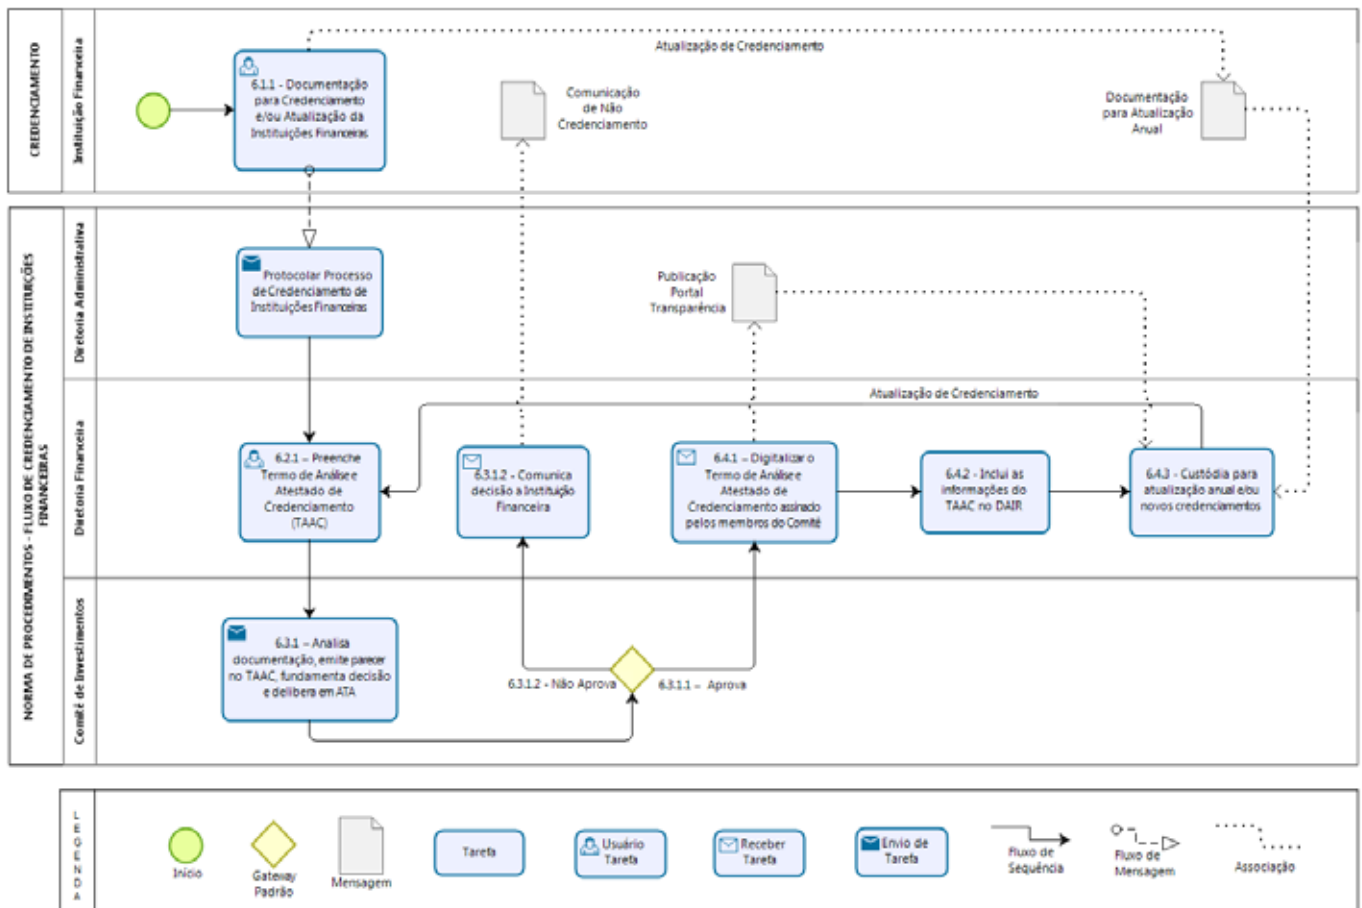 CREDENCIAMENTO
Instituição Financeira
6.1.1 - Documentação
para Credenciamento
e/ou Atualização da
Instituições Financeiras
Atualização de Credenciamento
Comunicação
de Não
Credenciamento
Documentação
para Atualização
Anual
NORMA DE PROCEDIMENTOS - FLUXO DE CREDENCIAMENTO DE INSTITUIÇÕES
FINANCEIRAS
Diretoria Administrativa
Protocolar Processo
de Credenciamento de
Instituições Financeiras
Publicação
Portal
Transparência
Diretoria Financeira
Atualização de Credenciamento
6.2.1 – Preenche
Termo de Análise e
Atestado de
Credenciamento
(TAAC)
6.3.1.2 - Comunica
decisão a Instituição
Financeira
6.4.1 – Digitalizar o
Termo de Análise e
Atestado de
Credenciamento assinado
pelos membros do Comitê
6.4.2 - Inclui as
informações do
TAAC no DAIR
6.4.3 - Custódia para
atualização anual e/ou
novos credenciamentos
Comitê de Investimentos
6.3.1 – Analisa
documentação, emite parecer
no TAAC, fundamenta decisão
e delibera em ATA
6.3.1.2 - Não Aprova
6.3.1.1 – Aprova
LEGENDA
Início
Gateway
Padrão
Mensagem
Tarefa
Usuário
Tarefa
Receber
Tarefa
Envio de
Tarefa
Fluxo de
Sequência
Fluxo de
Mensagem
Associação